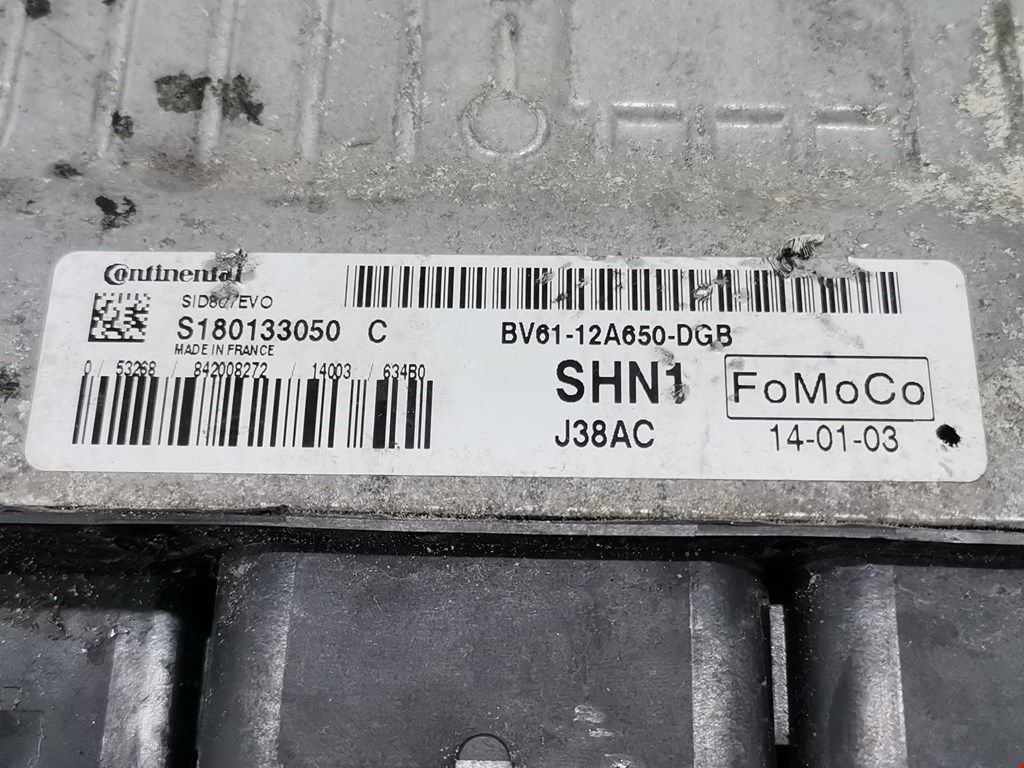 Continental
SID807EVO
S180133050 C
MADE IN FRANCE
0 / 53268 / 842008272 / 14003 / 634B0
BV61-12A650-DGB
SHN1
FoMoCo
J38AC
14-01-03